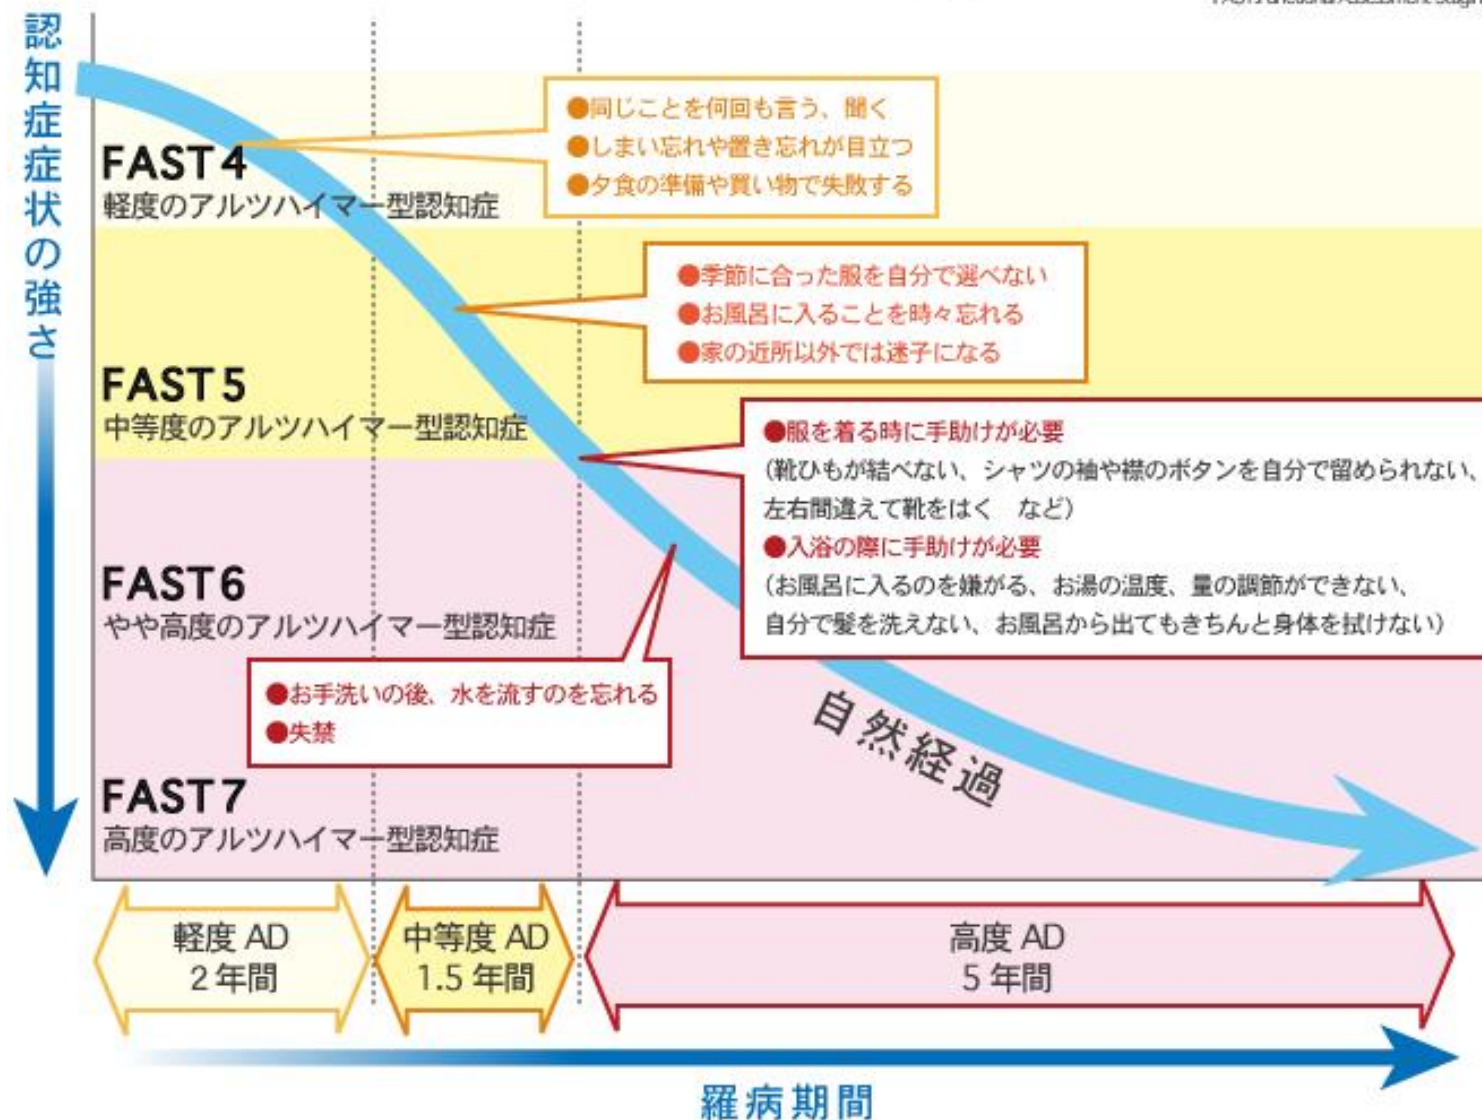 認知症症状の強さ
FAST4
軽度のアルツハイマー型認知症
●同じことを何回も言う、聞く
●しまい忘れや置き忘れが目立つ
●夕食の準備や買い物で失敗する
FAST5
中等度のアルツハイマー型認知症
●季節に合った服を自分で選べない
●お風呂に入ることを時々忘れる
●家の近所以外では迷子になる
FAST6
やや高度のアルツハイマー型認知症
●服を着る時に手助けが必要
(靴ひもが結べない、シャツの袖や襟のボタンを自分で留められない、
左右間違えて靴をはく　など)
●入浴の際に手助けが必要
(お風呂に入るのを嫌がる、お湯の温度、量の調節ができない、
自分で髪を洗えない、お風呂から出てもきちんと身体を拭けない)
●お手洗いの後、水を流すのを忘れる
●失禁
自然経過
FAST7
高度のアルツハイマー型認知症
軽度 AD
2 年間
中等度 AD
1.5 年間
高度 AD
5 年間
羅病期間